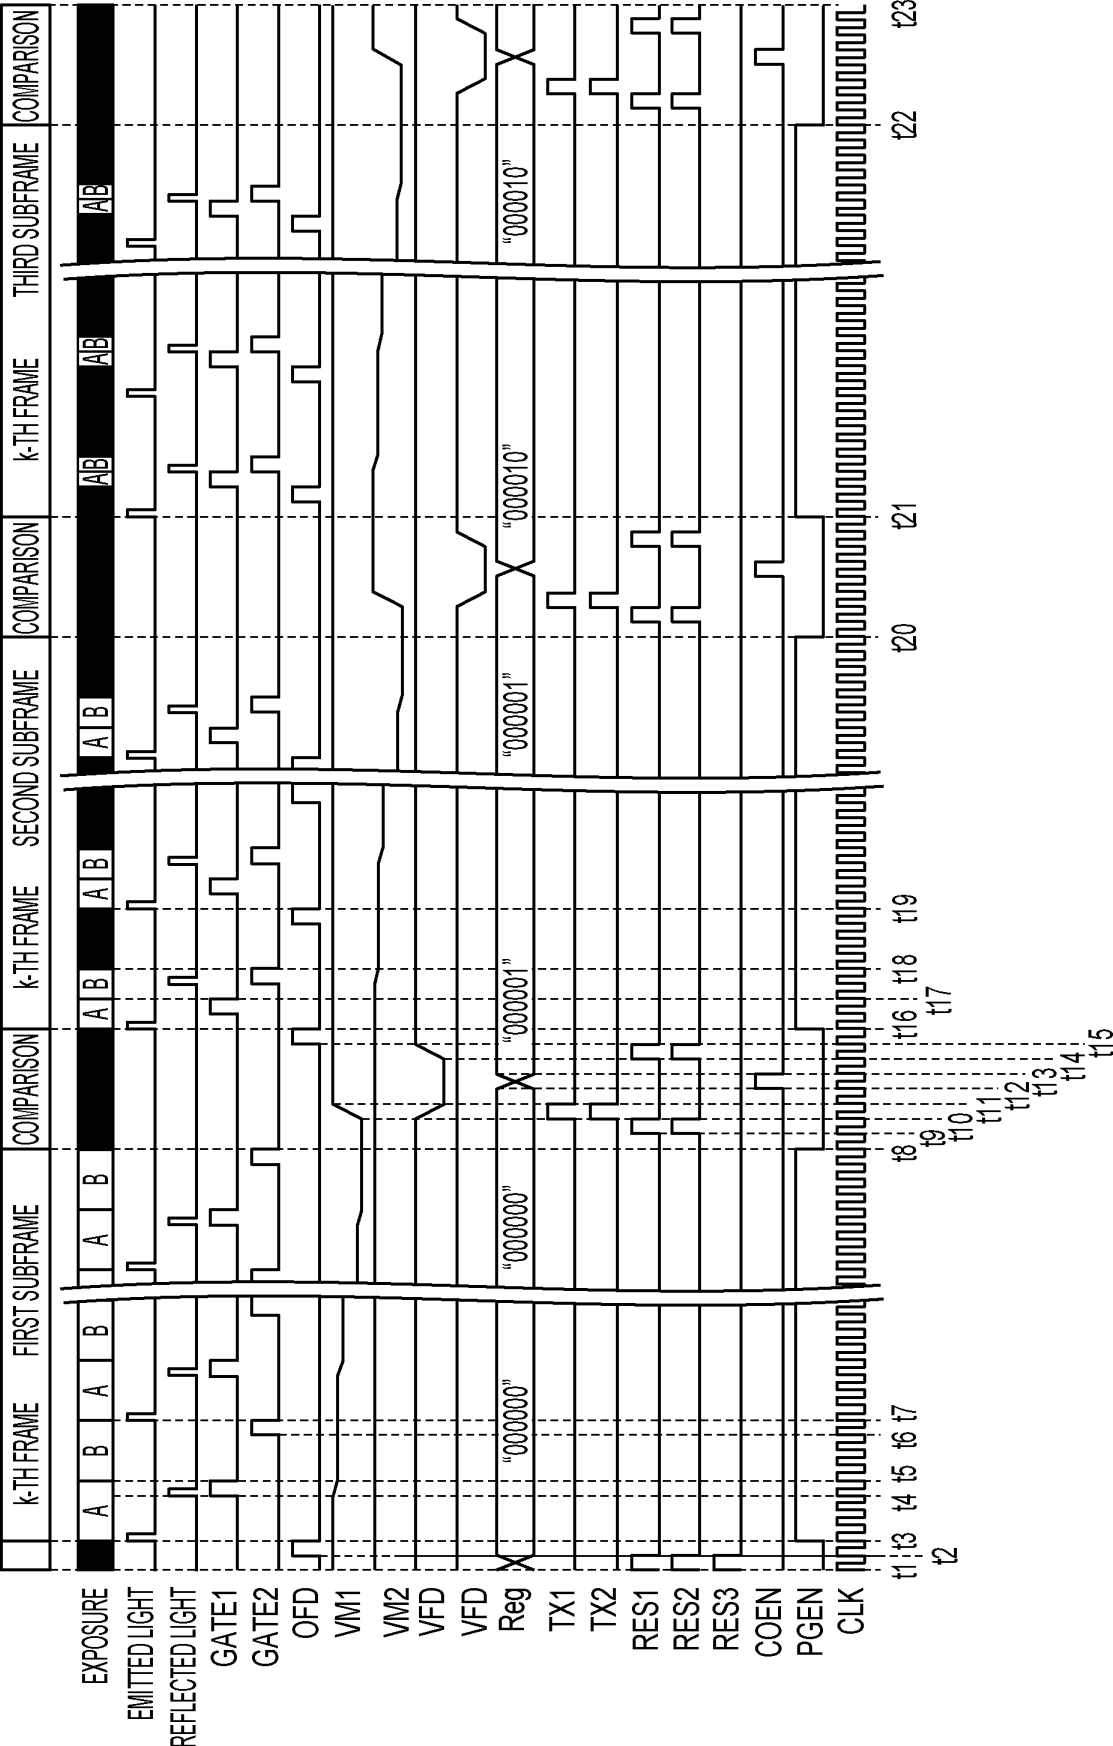 k-TH FRAME FIRST SUBFRAME COMPARISON k-TH FRAME SECOND SUBFRAME COMPARISON k-TH FRAME THIRD SUBFRAME COMPARISON
EXPOSURE A B A B A B A B A B A B A B A B A B
EMITTED LIGHT
REFLECTED LIGHT
GATE1
GATE2
OFD
VM1
VM2
VFD
VFD
Reg "000000" "000000" "000001" "000001" "000010" "000010"
TX1
TX2
RES1
RES2
RES3
COEN
PGEN
CLK
t1 t3 t4 t5 t6 t7 t8 t16 t18 t19 t20 t21 t22 t23
t2 t9 t17
t10
t11
t12
t13
t14
t15